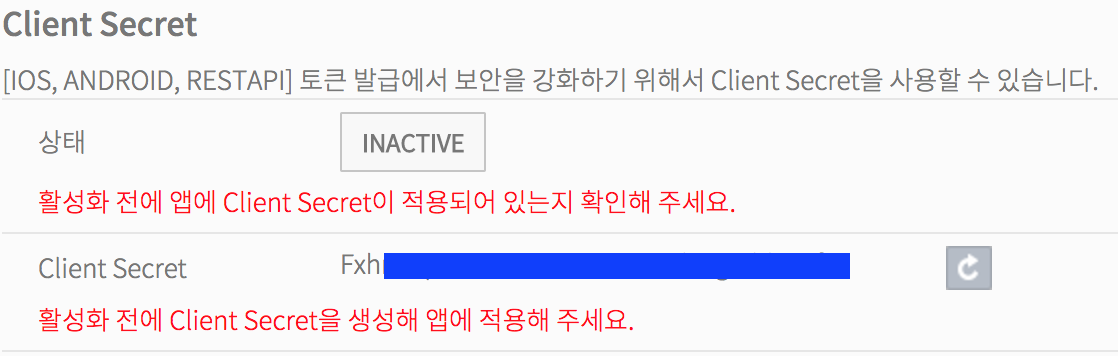 Client Secret
[IOS, ANDROID, RESTAPI] 토큰 발급에서 보안을 강화하기 위해서 Client Secret을 사용할 수 있습니다.
상태 INACTIVE
활성화 전에 앱에 Client Secret이 적용되어 있는지 확인해 주세요.
Client Secret Fxh
활성화 전에 Client Secret을 생성해 앱에 적용해 주세요.